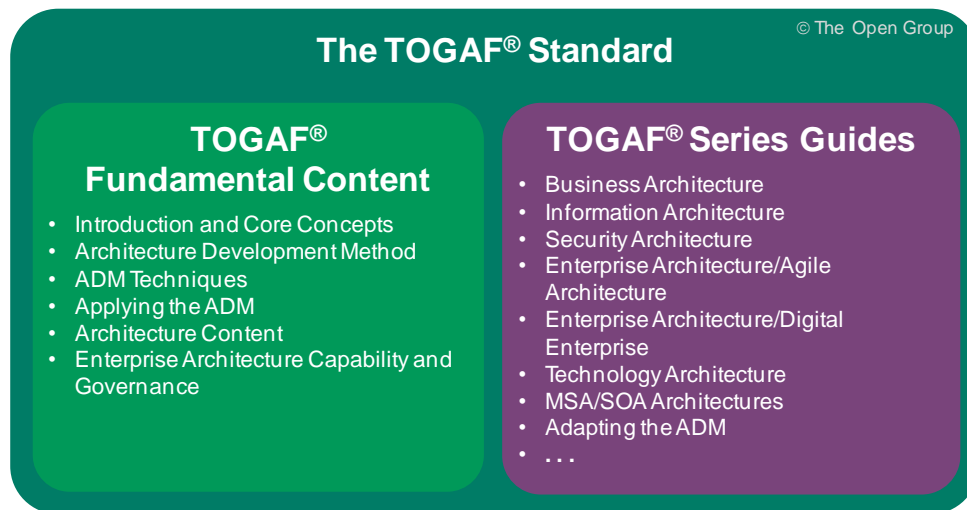 © The Open Group
The TOGAF® Standard
TOGAF®
Fundamental Content
• Introduction and Core Concepts
• Architecture Development Method
• ADM Techniques
• Applying the ADM
• Architecture Content
• Enterprise Architecture Capability and
Governance
TOGAF® Series Guides
• Business Architecture
• Information Architecture
• Security Architecture
• Enterprise Architecture/Agile
Architecture
• Enterprise Architecture/Digital
Enterprise
• Technology Architecture
• MSA/SOA Architectures
• Adapting the ADM
• . . .